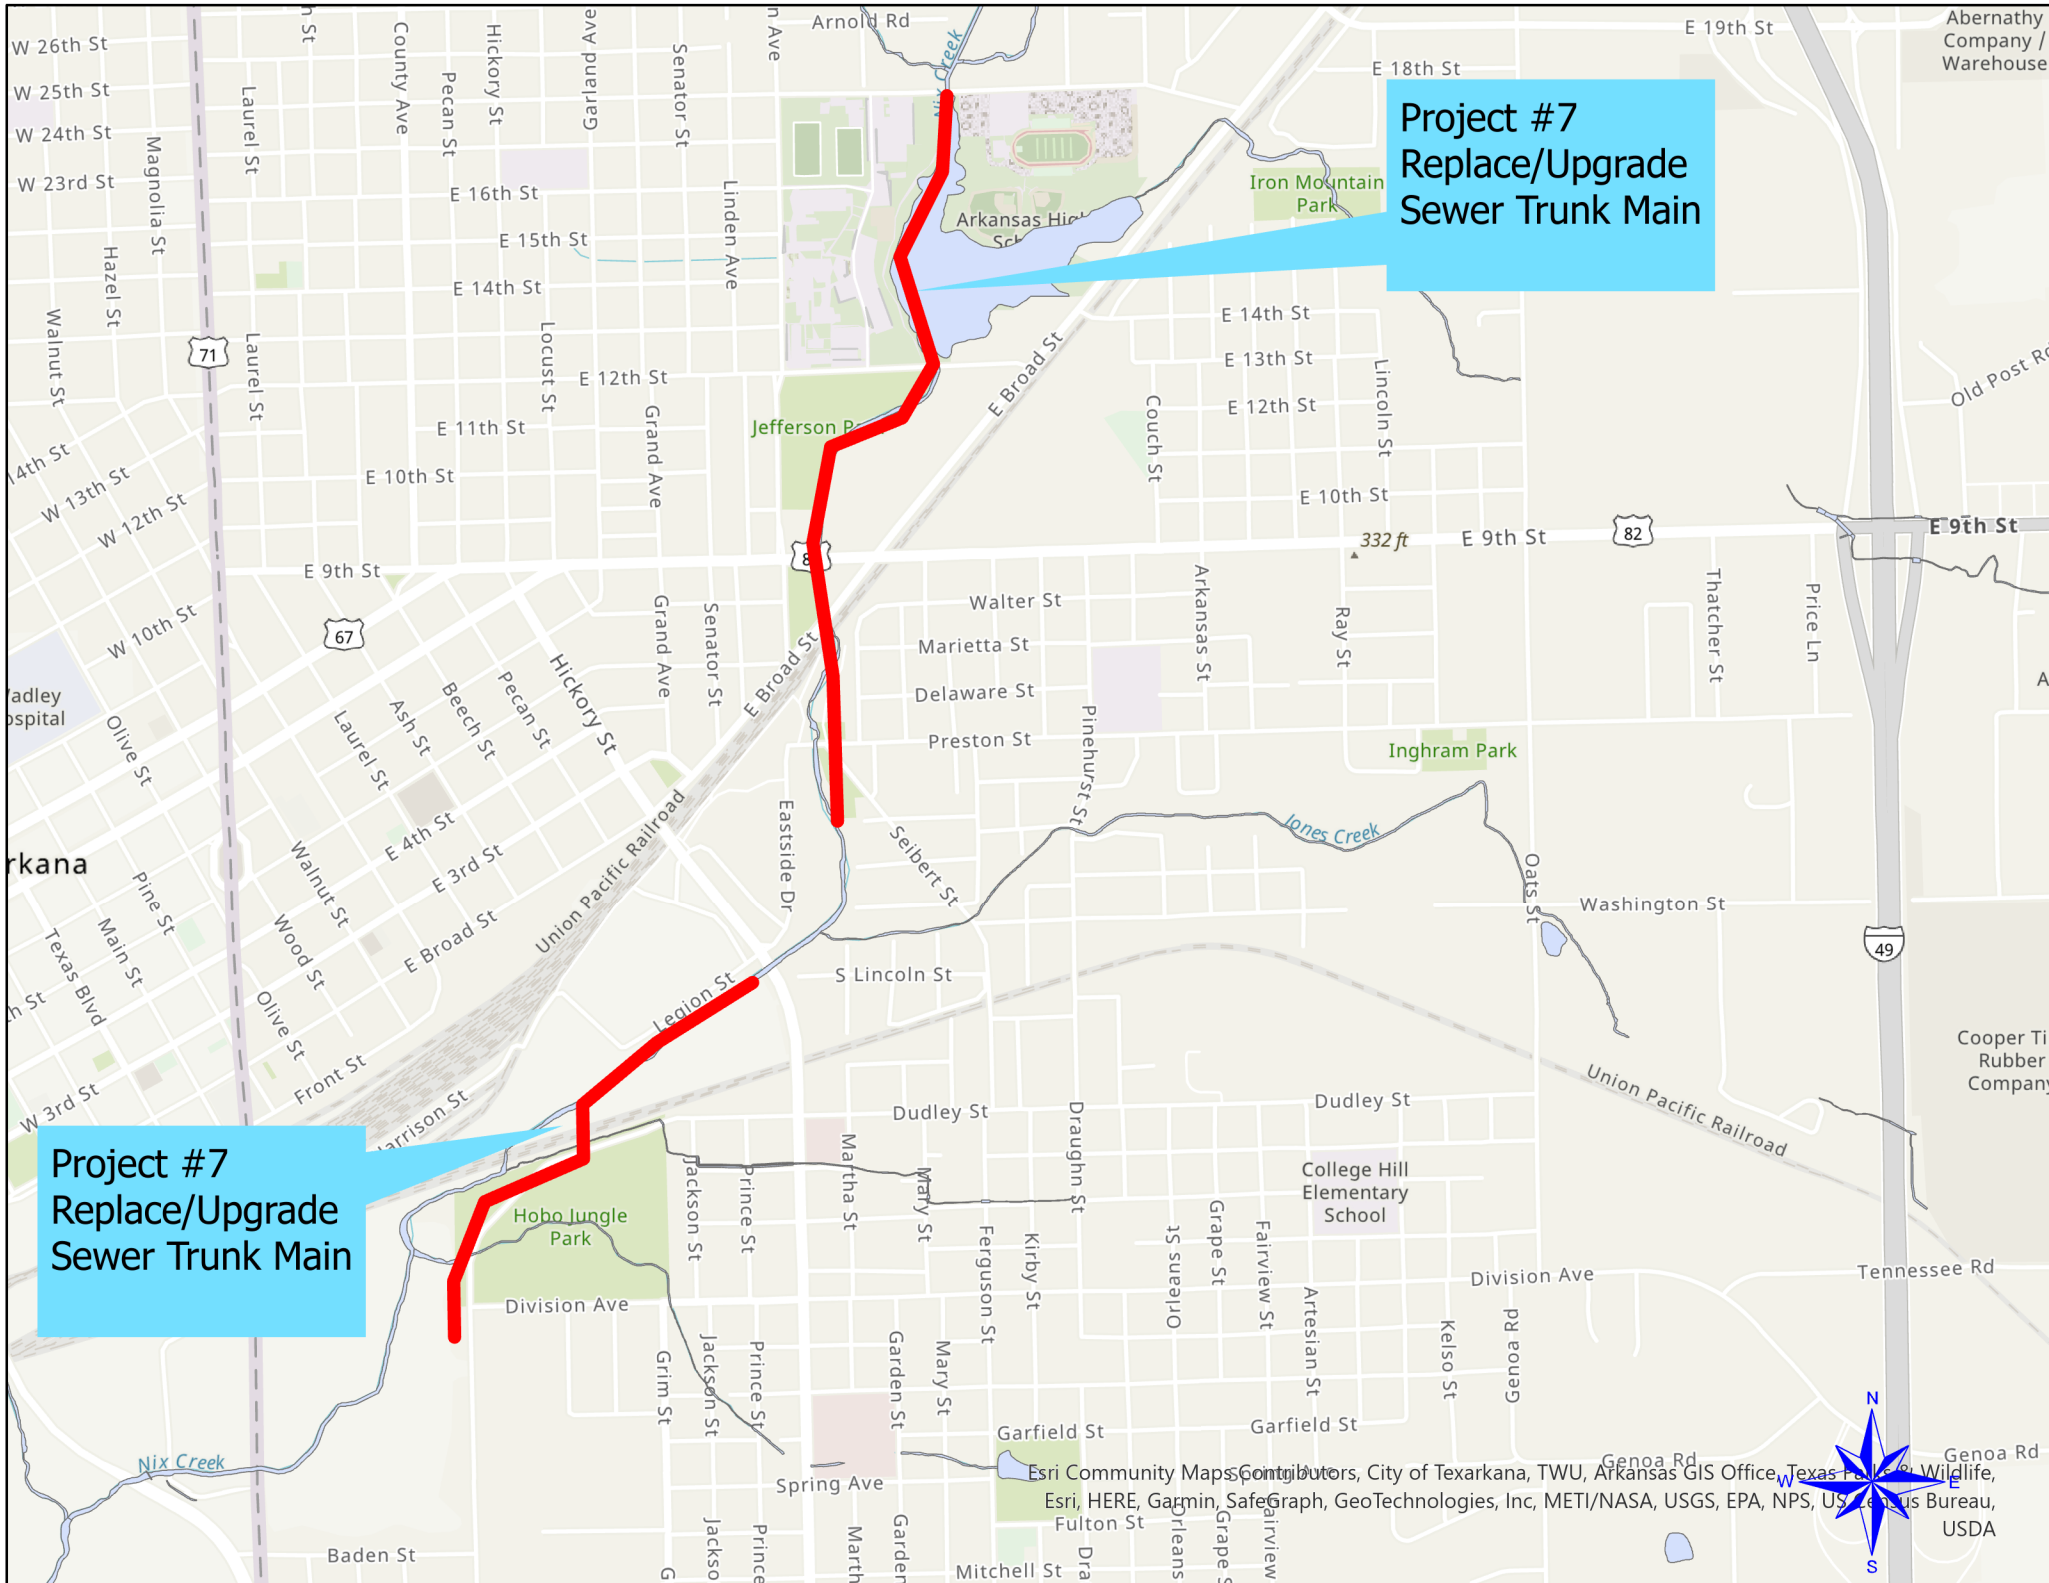 Project #7
Replace/Upgrade
Sewer Trunk Main
Project #7
Replace/Upgrade
Sewer Trunk Main
Arnold Rd
E 19th St
E 18th St
Abernathy
Company /
Warehouse
W 26th St
W 25th St
W 24th St
W 23rd St
Magnolia St
Hazel St
Walnut St
Laurel St
Laurel St
County Ave
Pecan St
Hickory St
Garland Ave
Senator St
Linden Ave
Locust St
Nix Creek
E 16th St
E 15th St
E 14th St
E 12th St
E 11th St
E 10th St
E 9th St
Grand Ave
71
67
Iron Mountain
Park
Arkansas High
E Broad St
E 14th St
E 13th St
E 12th St
E 10th St
Couch St
Lincoln St
Old Post Rd
Jefferson
332 ft
E 9th St
82
E 9th St
14th St
W 13th St
W 12th St
W 10th St
Walter St
Marietta St
Delaware St
Preston St
Arkansas St
Ray St
Thatcher St
Price Ln
Pinehurst St
Inghram Park
Grand Ave
Senator St
E Broad St
Hickory St
Pecan St
Beech St
Ash St
Laurel St
Olive St
Union Pacific Railroad
Eastside Dr
Seibert St
Jones Creek
Oats St
Washington St
49
rkana
E 4th St
E 3rd St
E Broad St
Walnut St
Wood St
Pine St
Main St
Texas Blvd
Olive St
Front St
W 3rd St
Legion St
S Lincoln St
Union Pacific Railroad
Cooper Ti
Rubber
Company
Dudley St
Dudley St
Draughn St
Martha St
Mary St
Jackson St
Prince St
Hobo Jungle
Park
College Hill
Elementary
School
Ferguson St
Kirby St
Orleans St
Grape St
Fairview St
Artesian St
Division Ave
Division Ave
Tennessee Rd
Kelso St
Genoa Rd
Grim St
Jackson St
Prince St
Garden St
Mary St
Garfield St
Garfield St
Genoa Rd
Genoa Rd
Nix Creek
Spring Ave
Spring Ave
Fulton St
Baden St
Mitchell St
N
W
E
S
Esri Community Maps Contributors, City of Texarkana, TWU, Arkansas GIS Office, Texas Parks & Wildlife,
Esri, HERE, Garmin, SafeGraph, GeoTechnologies, Inc, METI/NASA, USGS, EPA, NPS, US Census Bureau,
USDA